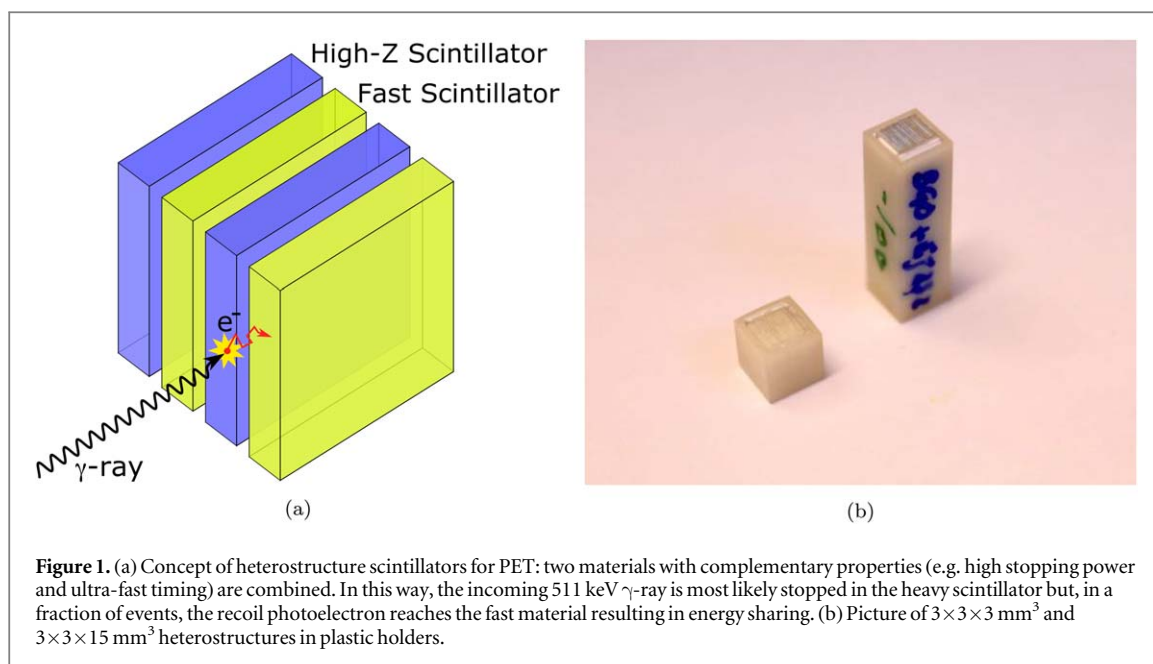 High-Z Scintillator
Fast Scintillator
e⁻
γ-ray
(a)
(b)
BGO + EJ
Figure 1. (a) Concept of heterostructure scintillators for PET: two materials with complementary properties (e.g. high stopping power
and ultra-fast timing) are combined. In this way, the incoming 511 keV γ-ray is most likely stopped in the heavy scintillator but, in a
fraction of events, the recoil photoelectron reaches the fast material resulting in energy sharing. (b) Picture of 3×3×3 mm³ and
3×3×15 mm³ heterostructures in plastic holders.